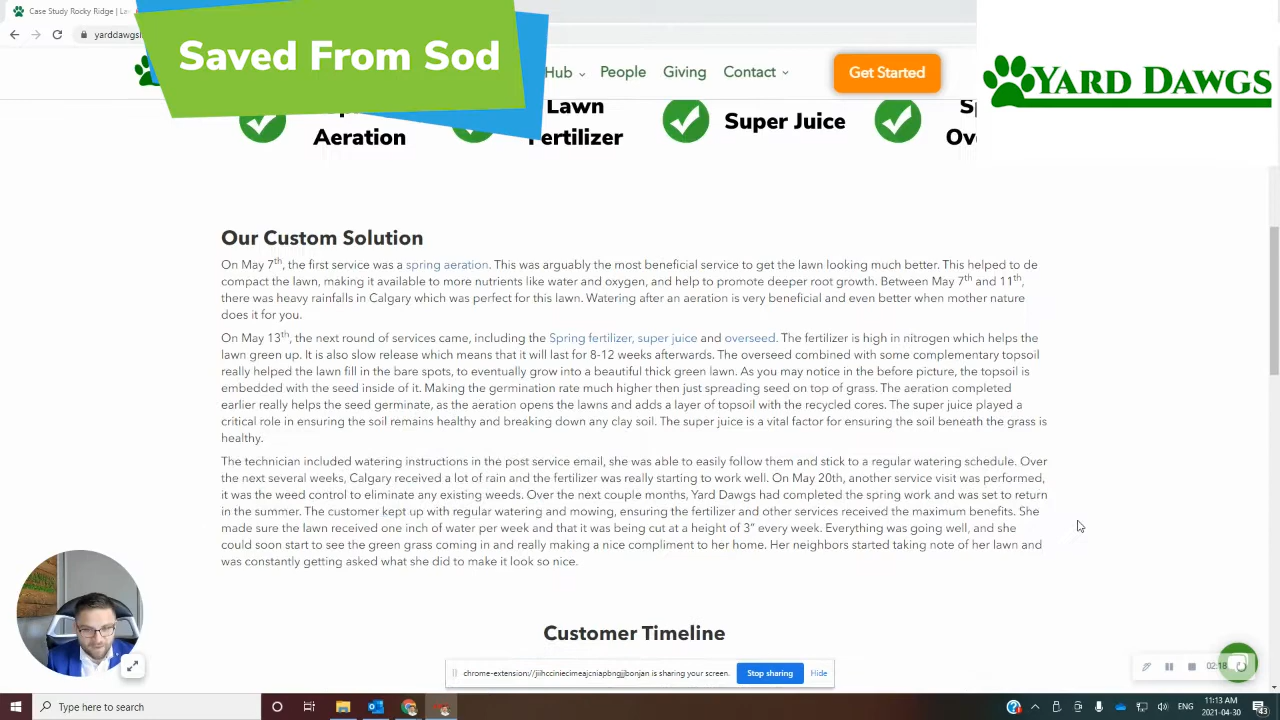 Case Study Rocky Ridge | La
yarddawgs
Saved From Sod
Hub People Giving Contact Get Started
YARD DAWGS
Aeration
Lawn Fertilizer
Super Juice
Our Custom Solution
On May 7th, the first service was a spring aeration. This was arguably the most beneficial service to get the lawn looking much better. This helped to de
compact the lawn, making it available to more nutrients like water and oxygen, and help to promote deeper root growth. Between May 7th and 11th,
there was heavy rainfalls in Calgary which was perfect for this lawn. Watering after an aeration is very beneficial and even better when mother nature
does it for you.
On May 13th, the next round of services came, including the Spring fertilizer, super juice and overseed. The fertilizer is high in nitrogen which helps the
lawn green up. It is also slow release which means that it will last for 8-12 weeks afterwards. The overseed combined with some complementary topsoil
really helped the lawn fill in the bare spots, to eventually grow into a beautiful thick green lawn. As you may notice in the before picture, the topsoil is
embedded with the seed inside of it. Making the germination rate much higher then just spreading seed on top of grass. The aeration completed
earlier really helps the seed germinate, as the aeration opens the lawns and adds a layer of topsoil with the recycled cores. The super juice played a
critical role in ensuring the soil remains healthy and breaking down any clay soil. The super juice is a vital factor for ensuring the soil beneath the grass is
healthy.
The technician included watering instructions in the post service email, she was able to easily follow them and stick to a regular watering schedule. Over
the next several weeks, Calgary received a lot of rain and the fertilizer was really starting to work well. On May 20th, another service visit was performed,
it was the weed control to eliminate any existing weeds. Over the next couple months, Yard Dawgs had completed the spring work and was set to return
in the summer. The customer kept up with regular watering and mowing, ensuring the fertilizer and other services received the maximum benefits. She
made sure the lawn received one inch of water per week and that it was being cut at a height of 3" every week. Everything was going well, and she
could soon start to see the green grass coming in and really making a nice compliment to her home. Her neighbors started taking note of her lawn and
was constantly getting asked what she did to make it look so nice.
Customer Timeline
chrome-extension://jiihcciniecimeajcniapbngjjbonjan is sharing your screen. Stop sharing Hide
02:18
Type here to search
ENG
11:13 AM
2021-04-30
43